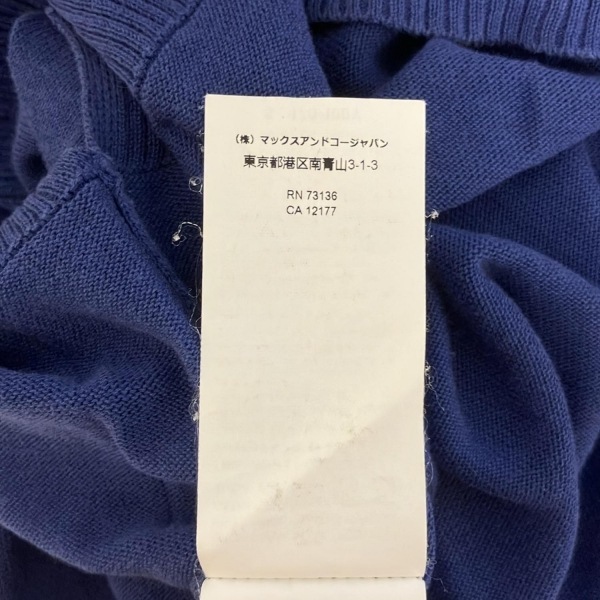 （株）マックスアンドコージャパン
東京都港区南青山3-1-3
RN 73136
CA 12177